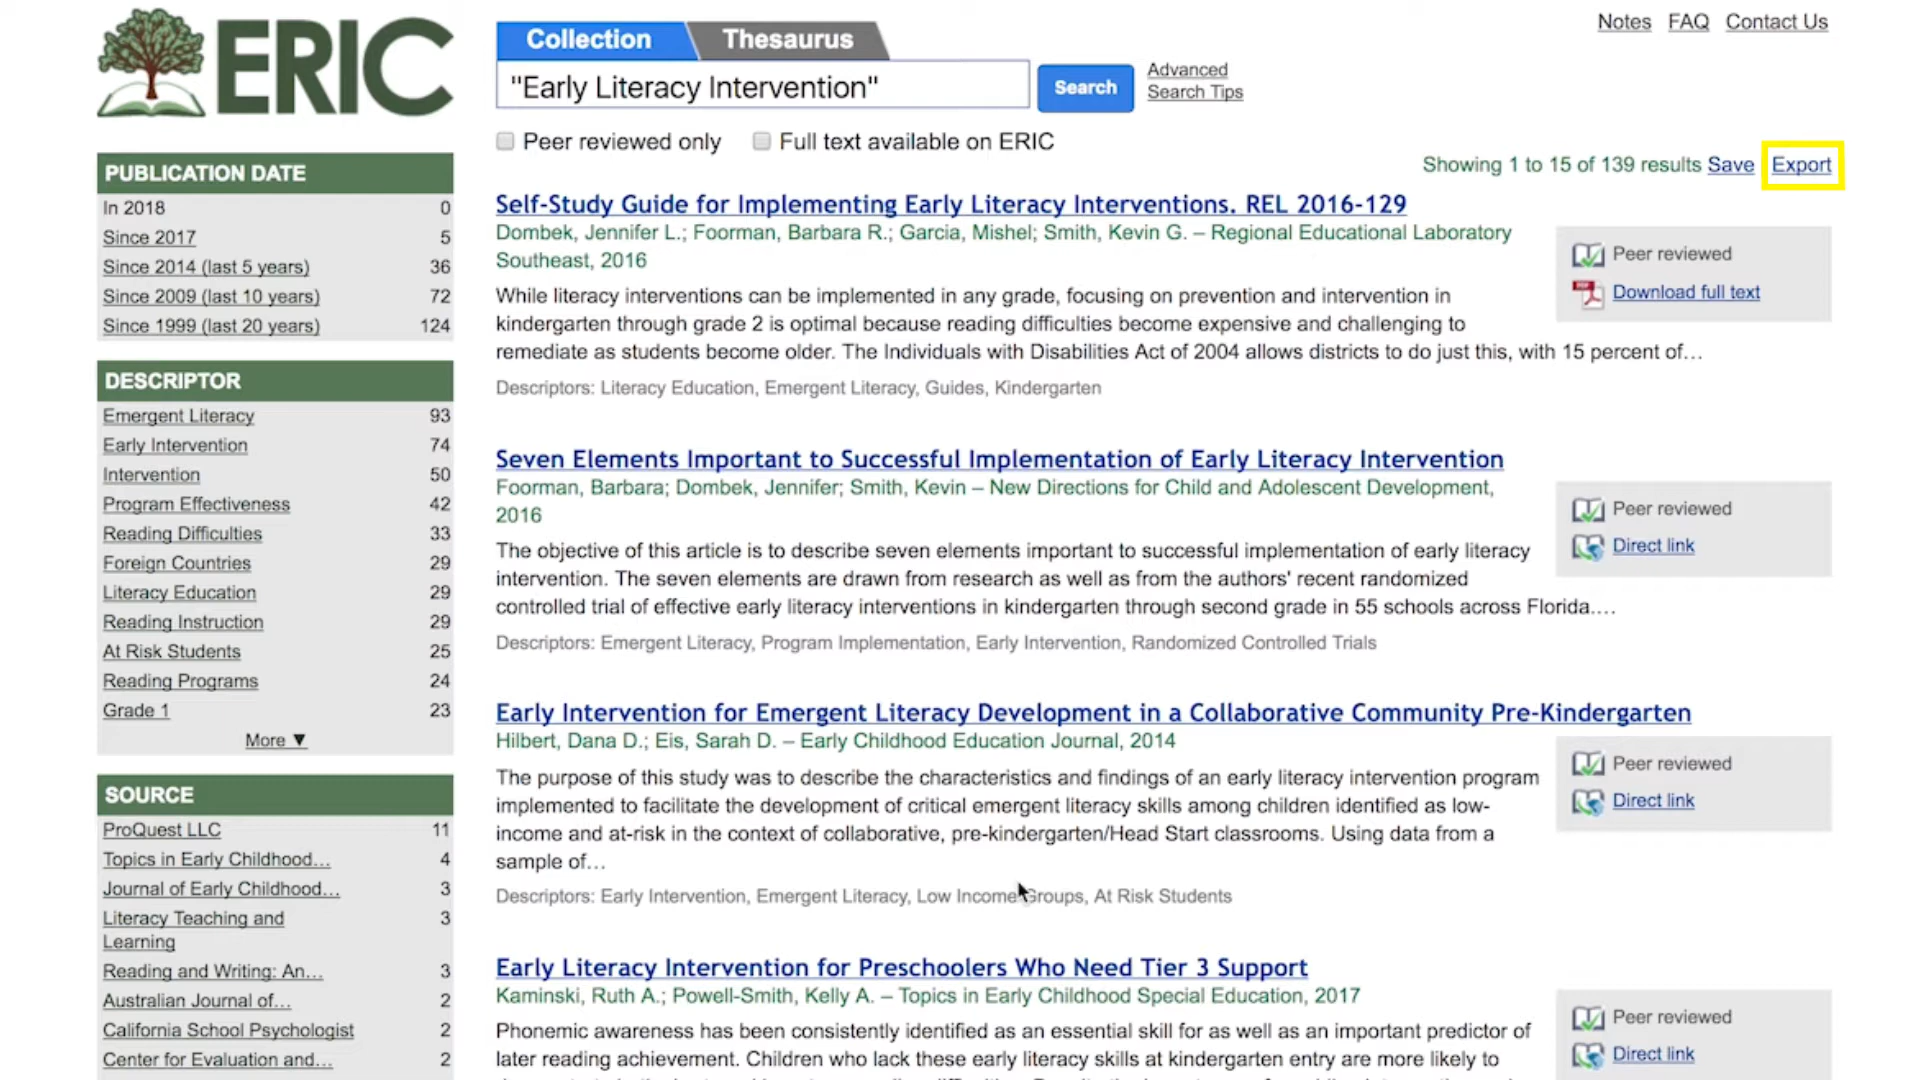 ERIC
Collection
Thesaurus
Notes FAQ Contact Us
"Early Literacy Intervention"
Search
Advanced
Search Tips
Peer reviewed only
Full text available on ERIC
Showing 1 to 15 of 139 results Save Export
PUBLICATION DATE
In 2018 0
Since 2017 5
Since 2014 (last 5 years) 36
Since 2009 (last 10 years) 72
Since 1999 (last 20 years) 124
DESCRIPTOR
Emergent Literacy 93
Early Intervention 74
Intervention 50
Program Effectiveness 42
Reading Difficulties 33
Foreign Countries 29
Literacy Education 29
Reading Instruction 29
At Risk Students 25
Reading Programs 24
Grade 1 23
More ▼
SOURCE
ProQuest LLC 11
Topics in Early Childhood... 4
Journal of Early Childhood... 3
Literacy Teaching and 3
Learning
Reading and Writing: An... 3
Australian Journal of... 2
California School Psychologist 2
Center for Evaluation and... 2
Self-Study Guide for Implementing Early Literacy Interventions. REL 2016-129
Dombek, Jennifer L.; Foorman, Barbara R.; Garcia, Mishel; Smith, Kevin G. – Regional Educational Laboratory
Southeast, 2016
While literacy interventions can be implemented in any grade, focusing on prevention and intervention in
kindergarten through grade 2 is optimal because reading difficulties become expensive and challenging to
remediate as students become older. The Individuals with Disabilities Act of 2004 allows districts to do just this, with 15 percent of...
Descriptors: Literacy Education, Emergent Literacy, Guides, Kindergarten
Peer reviewed
Download full text
Seven Elements Important to Successful Implementation of Early Literacy Intervention
Foorman, Barbara; Dombek, Jennifer; Smith, Kevin – New Directions for Child and Adolescent Development,
2016
The objective of this article is to describe seven elements important to successful implementation of early literacy
intervention. The seven elements are drawn from research as well as from the authors' recent randomized
controlled trial of effective early literacy interventions in kindergarten through second grade in 55 schools across Florida....
Descriptors: Emergent Literacy, Program Implementation, Early Intervention, Randomized Controlled Trials
Peer reviewed
Direct link
Early Intervention for Emergent Literacy Development in a Collaborative Community Pre-Kindergarten
Hilbert, Dana D.; Eis, Sarah D. – Early Childhood Education Journal, 2014
The purpose of this study was to describe the characteristics and findings of an early literacy intervention program
implemented to facilitate the development of critical emergent literacy skills among children identified as low-
income and at-risk in the context of collaborative, pre-kindergarten/Head Start classrooms. Using data from a
sample of...
Descriptors: Early Intervention, Emergent Literacy, Low Income Groups, At Risk Students
Peer reviewed
Direct link
Early Literacy Intervention for Preschoolers Who Need Tier 3 Support
Kaminski, Ruth A.; Powell-Smith, Kelly A. – Topics in Early Childhood Special Education, 2017
Phonemic awareness has been consistently identified as an essential skill for as well as an important predictor of
later reading achievement. Children who lack these early literacy skills at kindergarten entry are more likely to
Peer reviewed
Direct link